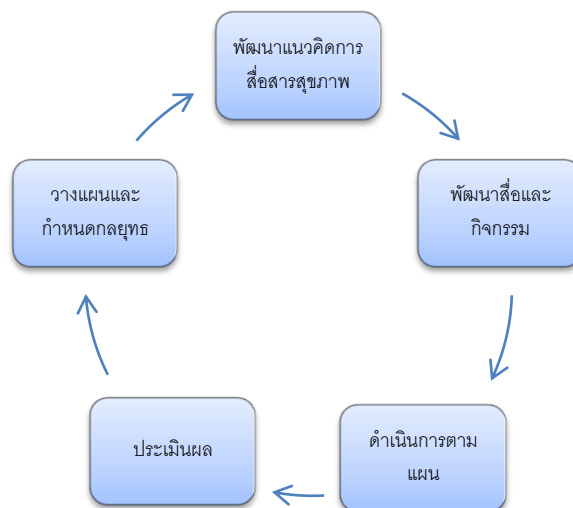 พัฒนาแนวคิดการ
สื่อสารสุขภาพ
พัฒนาสื่อและ
กิจกรรม
ดำเนินการตาม
แผน
ประเมินผล
วางแผนและ
กำหนดกลยุทธ